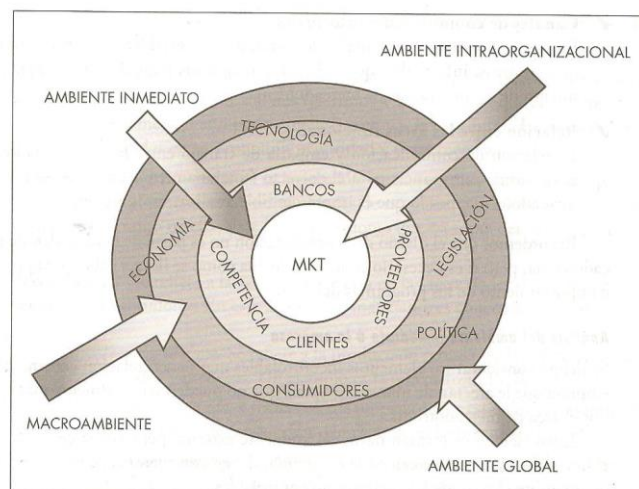 AMBIENTE INTRAORGANIZACIONAL
AMBIENTE INMEDIATO
TECNOLOGÍA
BANCOS
ECONOMÍA
COMPETENCIA
MKT
PROVEEDORES
LEGISLACIÓN
CLIENTES
POLÍTICA
CONSUMIDORES
MACROAMBIENTE
AMBIENTE GLOBAL